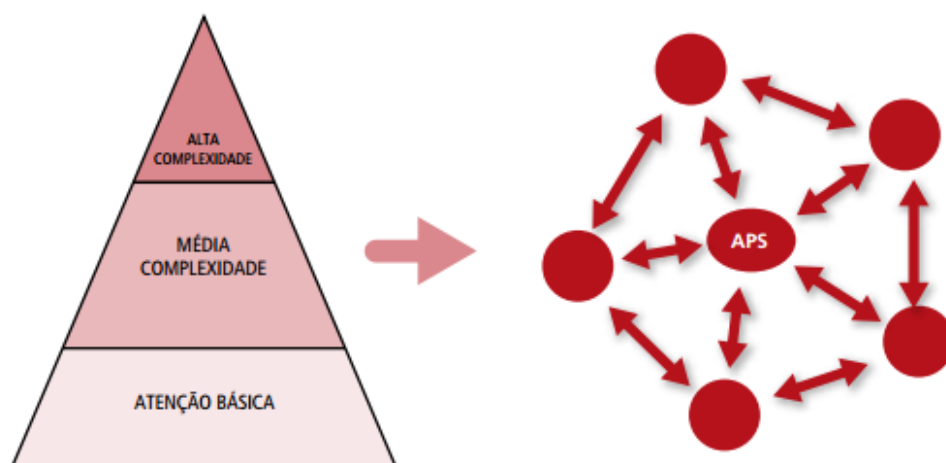 ALTA
COMPLEXIDADE
MÉDIA
COMPLEXIDADE
APS
ATENÇÃO BÁSICA